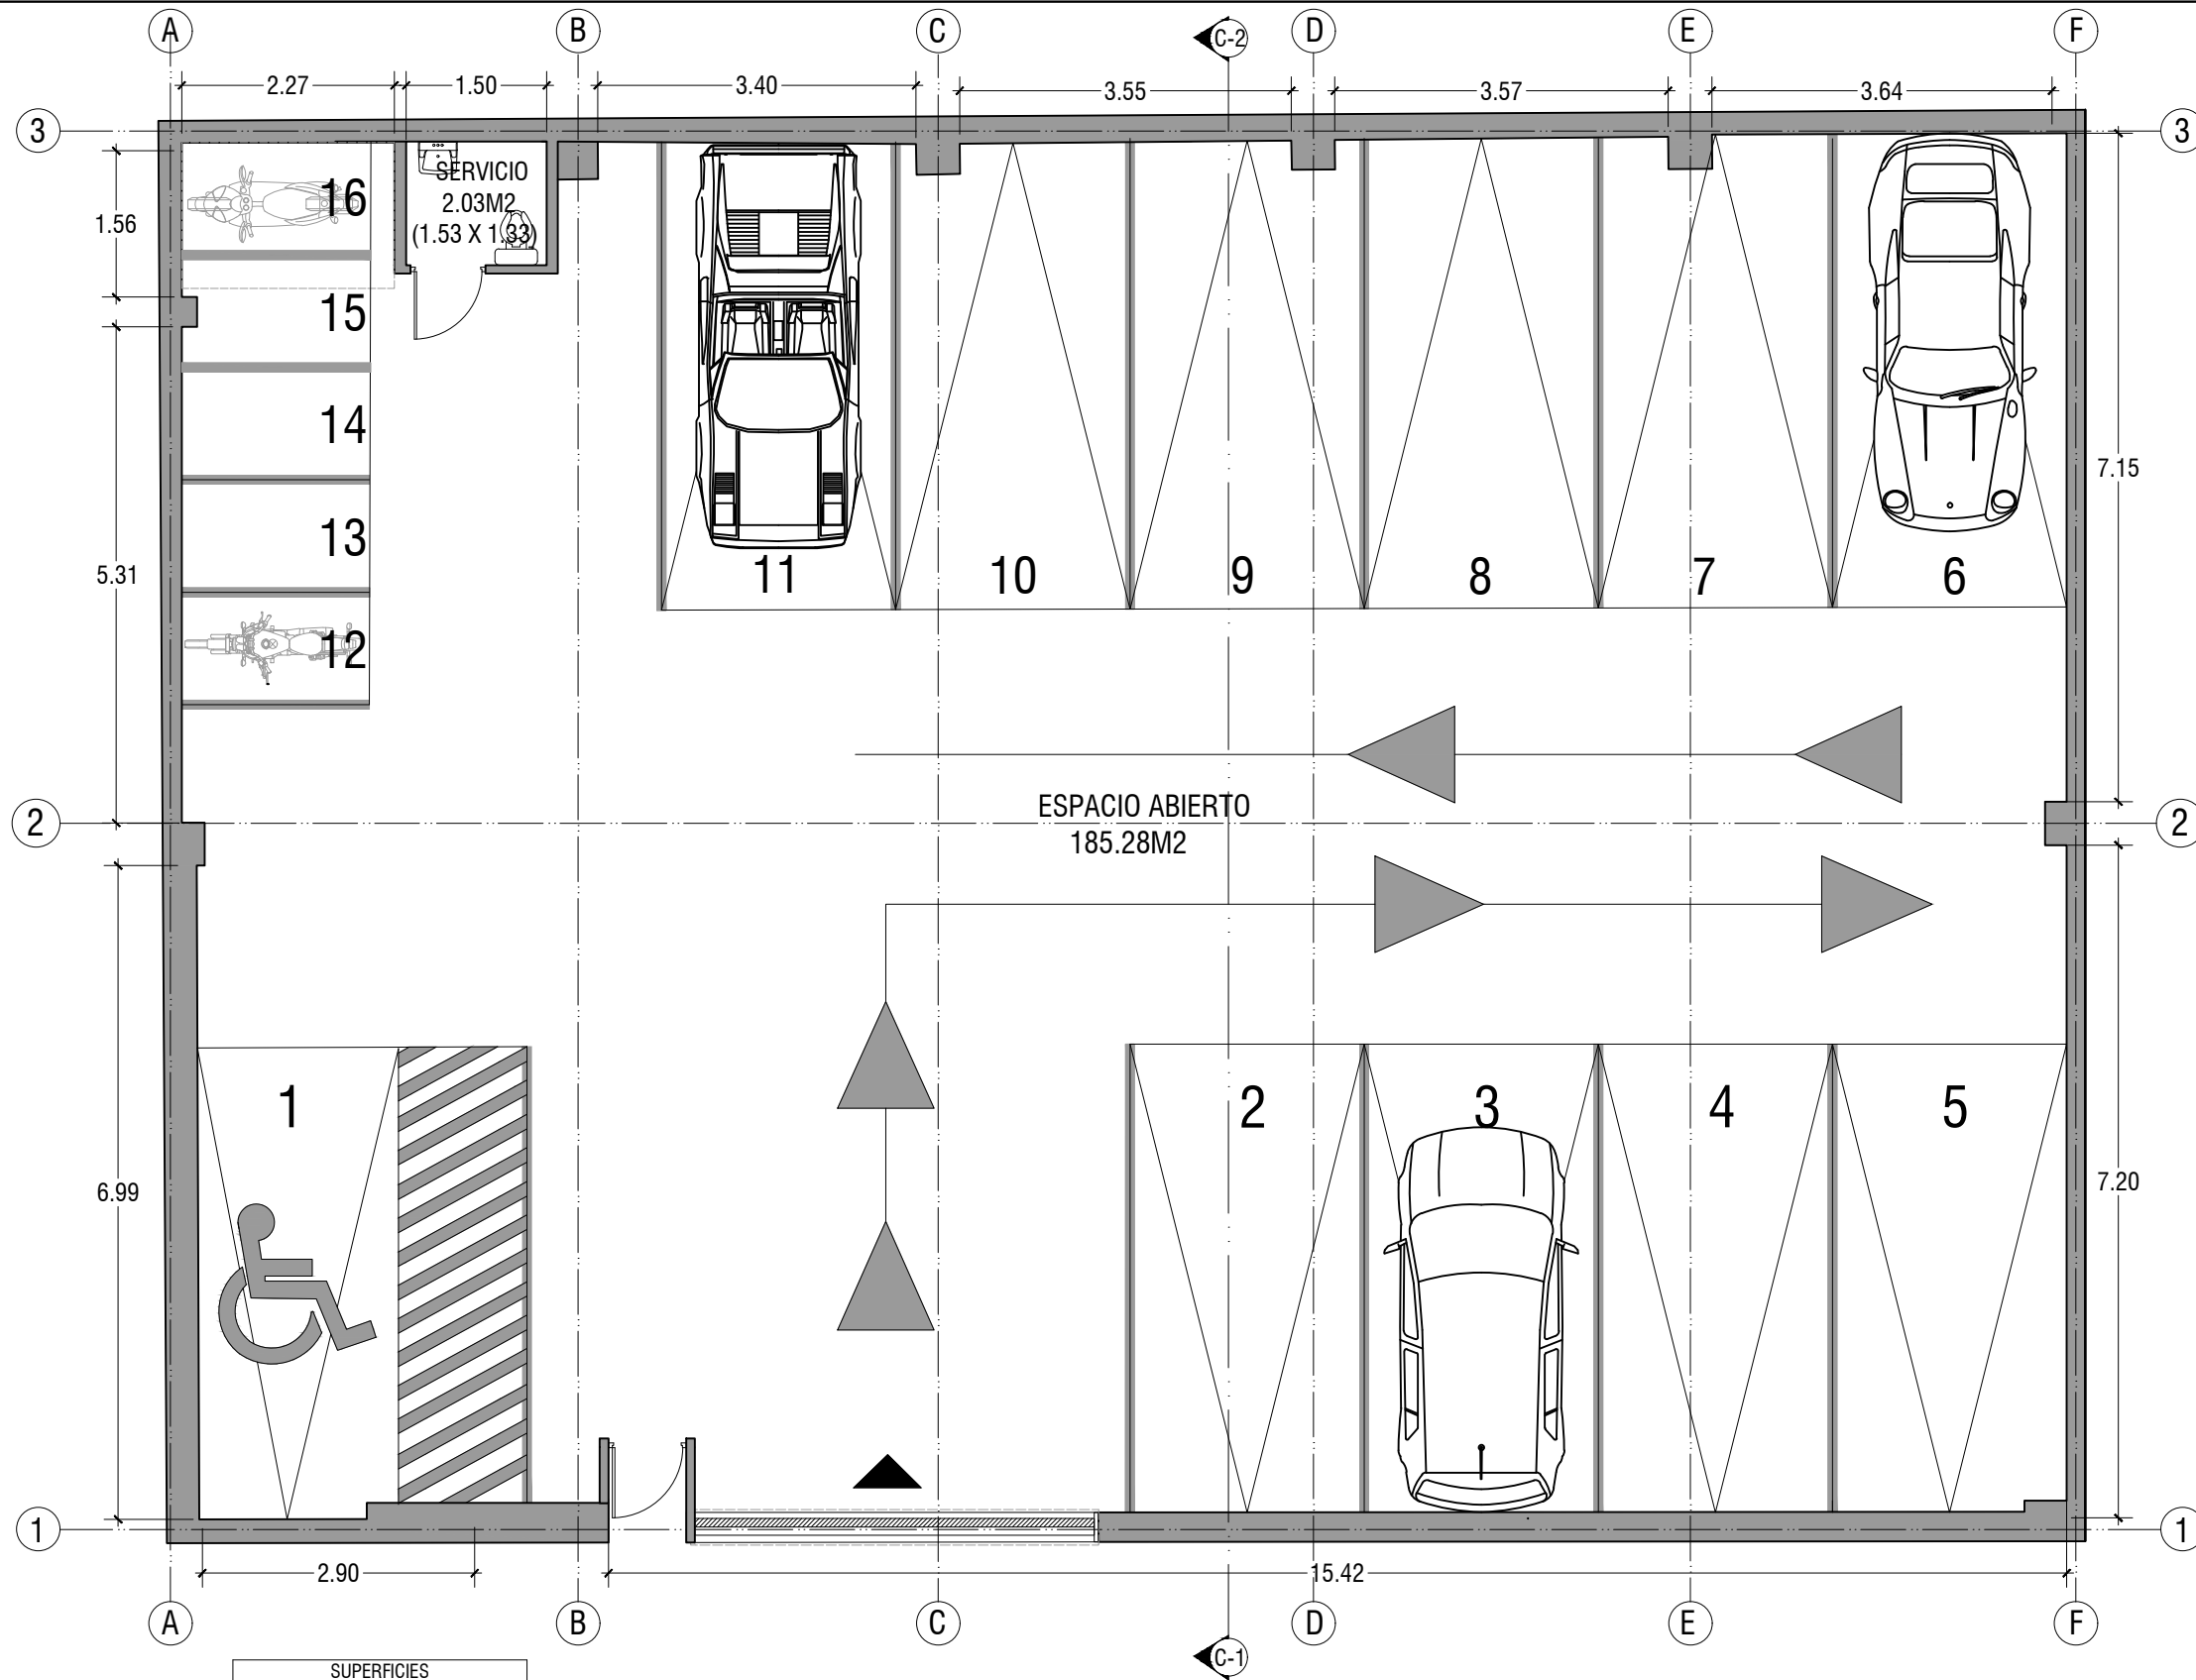 A
B
C
C-2
D
E
F
2.27
1.50
3.40
3.55
3.57
3.64
3
3
SERVICIO
2.03M2
(1.53 X 1.33)
16
1.56
15
14
13
12
5.31
11
10
9
8
7
6
7.15
ESPACIO ABIERTO
185.28M2
2
2
1
2
3
4
5
6.99
7.20
1
1
2.90
15.42
A
B
C
C-1
D
E
F
SUPERFICIES